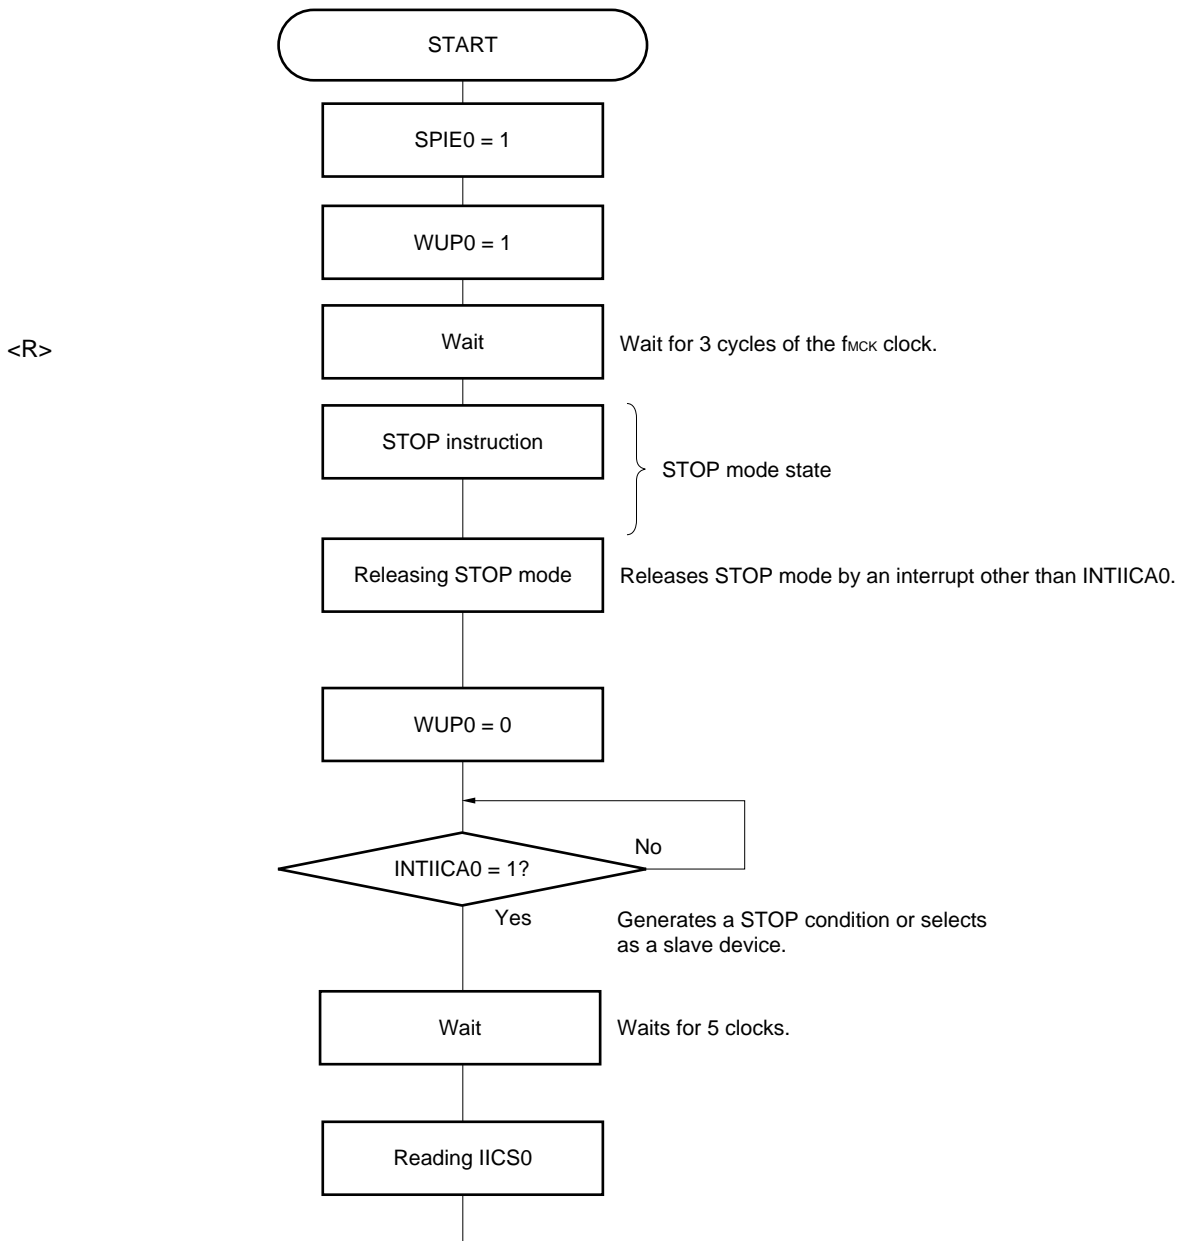 START
SPIE0 = 1
WUP0 = 1
<R>
Wait
Wait for 3 cycles of the fMCK clock.
STOP instruction
STOP mode state
Releasing STOP mode
Releases STOP mode by an interrupt other than INTIICA0.
WUP0 = 0
No
INTIICA0 = 1?
Yes
Generates a STOP condition or selects
as a slave device.
Wait
Waits for 5 clocks.
Reading IICS0